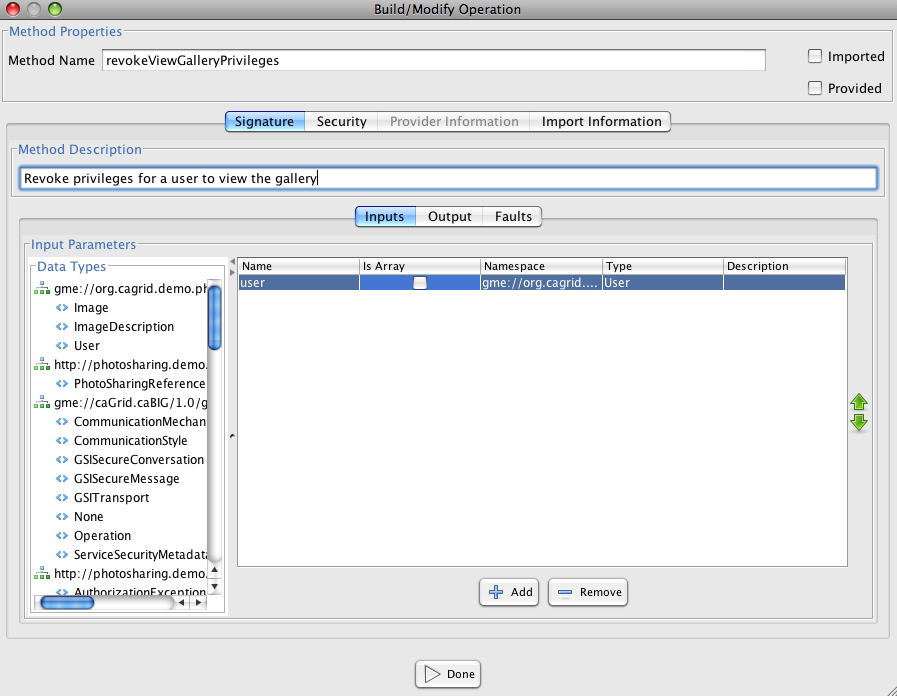 Build/Modify Operation
Method Properties
Method Name revokeViewGalleryPrivileges
Imported
Provided
Signature Security Provider Information Import Information
Method Description
Revoke privileges for a user to view the gallery
Inputs Output Faults
Input Parameters
Data Types
gme://org.cagrid.demo.ph
Image
ImageDescription
User
http://photosharing.demo.
PhotoSharingReference
gme://caGrid.caBIG/1.0/g
CommunicationMechan
CommunicationStyle
GSISecureConversation
GSISecureMessage
GSITransport
None
Operation
ServiceSecurityMetadata
http://photosharing.demo.
AuthorizationException
Name Is Array Namespace Type Description
user gme://org.cagrid.... User
Add Remove
Done